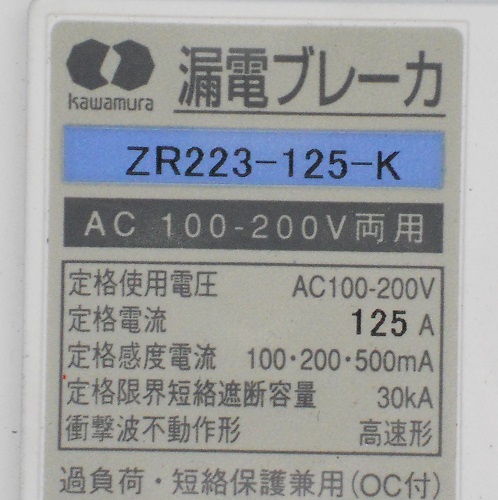 kawamura 漏電ブレーカ
ZR223-125-K
AC 100-200V両用
定格使用電圧 AC100-200V
定格電流 125 A
定格感度電流 100・200・500mA
定格限界短絡遮断容量 30kA
衝撃波不動作形 高速形
過負荷・短絡保護兼用(OC付)